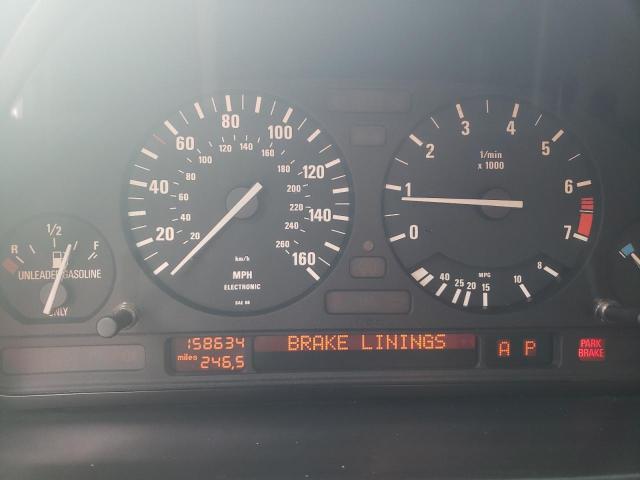 80
60
100
40
120
20
140
160
100
120
140
160
80
180
60
200
40
220
20
240
260
km/h
MPH
ELECTRONIC
SAE 88
1/2
R
F
UNLEADED GASOLINE
ONLY
3
4
2
5
1
6
0
7
1/min
x 1000
MPG
40
25
20
15
10
8
158634
miles
246,5
BRAKE LININGS
A P
PARK
BRAKE